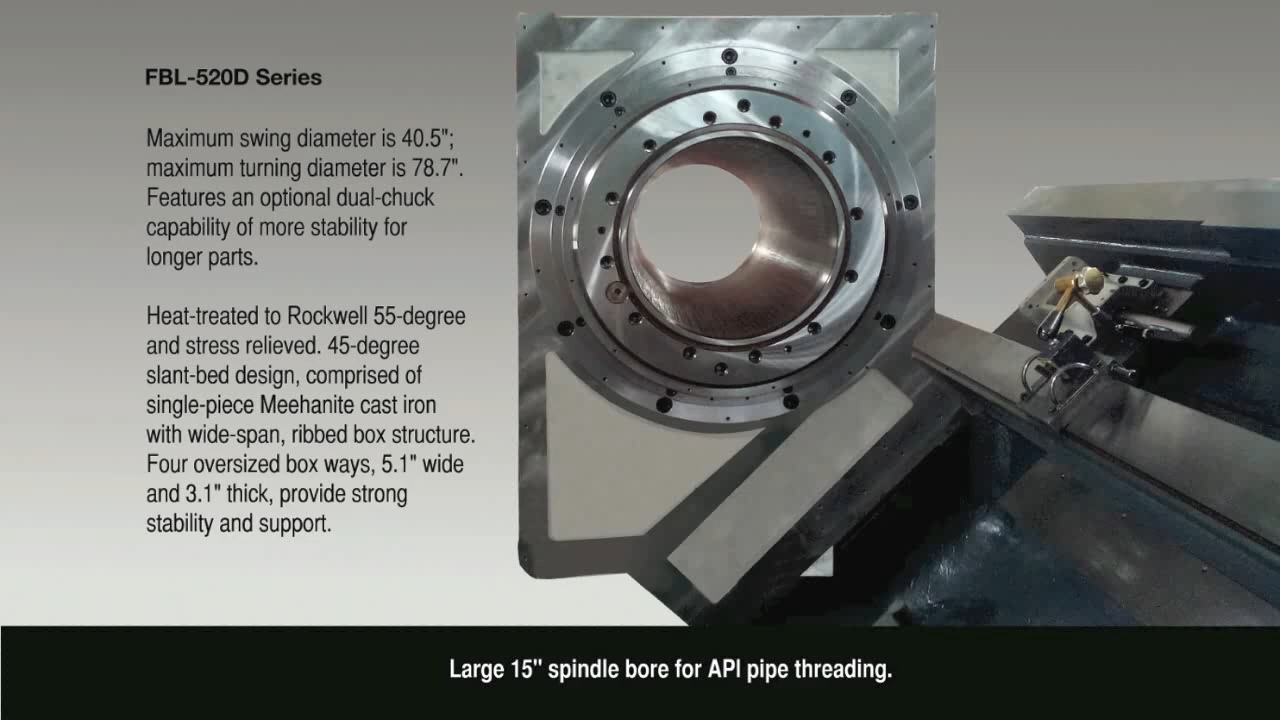 FBL-520D Series
Maximum swing diameter is 40.5";
maximum turning diameter is 78.7".
Features an optional dual-chuck
capability of more stability for
longer parts.
Heat-treated to Rockwell 55-degree
and stress relieved. 45-degree
slant-bed design, comprised of
single-piece Meehanite cast iron
with wide-span, ribbed box structure.
Four oversized box ways, 5.1" wide
and 3.1" thick, provide strong
stability and support.
Large 15" spindle bore for API pipe threading.